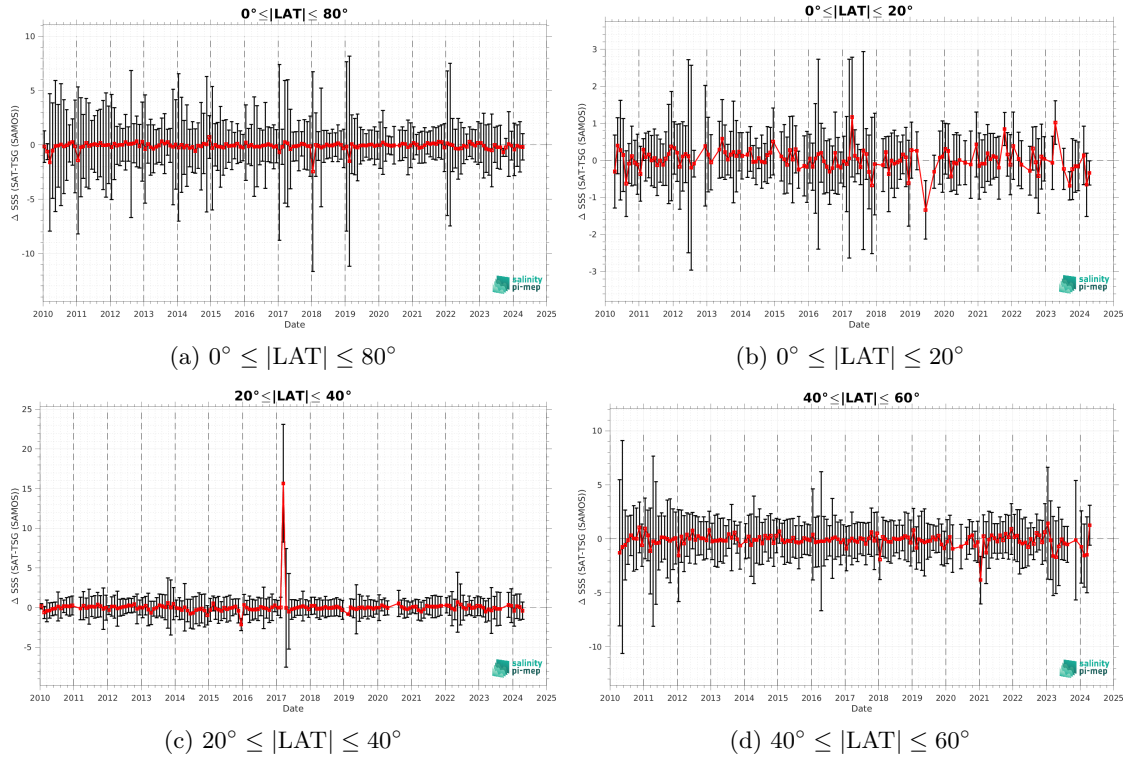 0°≤|LAT|≤ 80°
Δ SSS (SAT-TSG (SAMOS))
10
5
0
-5
-10
2010 2011 2012 2013 2014 2015 2016 2017 2018 2019 2020 2021 2022 2023 2024 2025
Date
salinity
pi-mep
(a) 0° ≤ |LAT| ≤ 80°
0°≤|LAT|≤ 20°
Δ SSS (SAT-TSG (SAMOS))
3
2
1
0
-1
-2
-3
2010 2011 2012 2013 2014 2015 2016 2017 2018 2019 2020 2021 2022 2023 2024 2025
Date
salinity
pi-mep
(b) 0° ≤ |LAT| ≤ 20°
20°≤|LAT|≤ 40°
Δ SSS (SAT-TSG (SAMOS))
25
20
15
10
5
0
-5
2010 2011 2012 2013 2014 2015 2016 2017 2018 2019 2020 2021 2022 2023 2024 2025
Date
salinity
pi-mep
(c) 20° ≤ |LAT| ≤ 40°
40°≤|LAT|≤ 60°
Δ SSS (SAT-TSG (SAMOS))
10
5
0
-5
-10
2010 2011 2012 2013 2014 2015 2016 2017 2018 2019 2020 2021 2022 2023 2024 2025
Date
salinity
pi-mep
(d) 40° ≤ |LAT| ≤ 60°